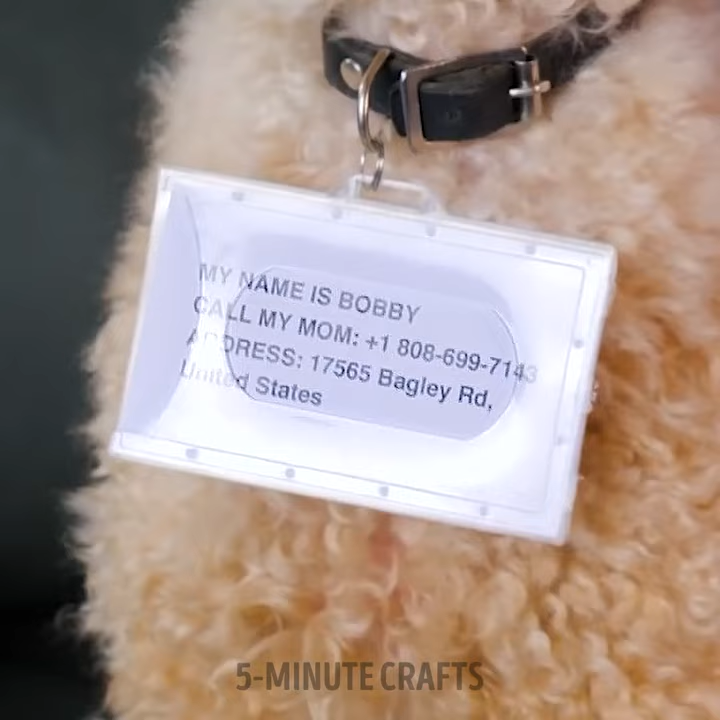 MY NAME IS BOBBY
CALL MY MOM: +1 808-699-7143
ADDRESS: 17565 Bagley Rd,
United States
5-MINUTE CRAFTS